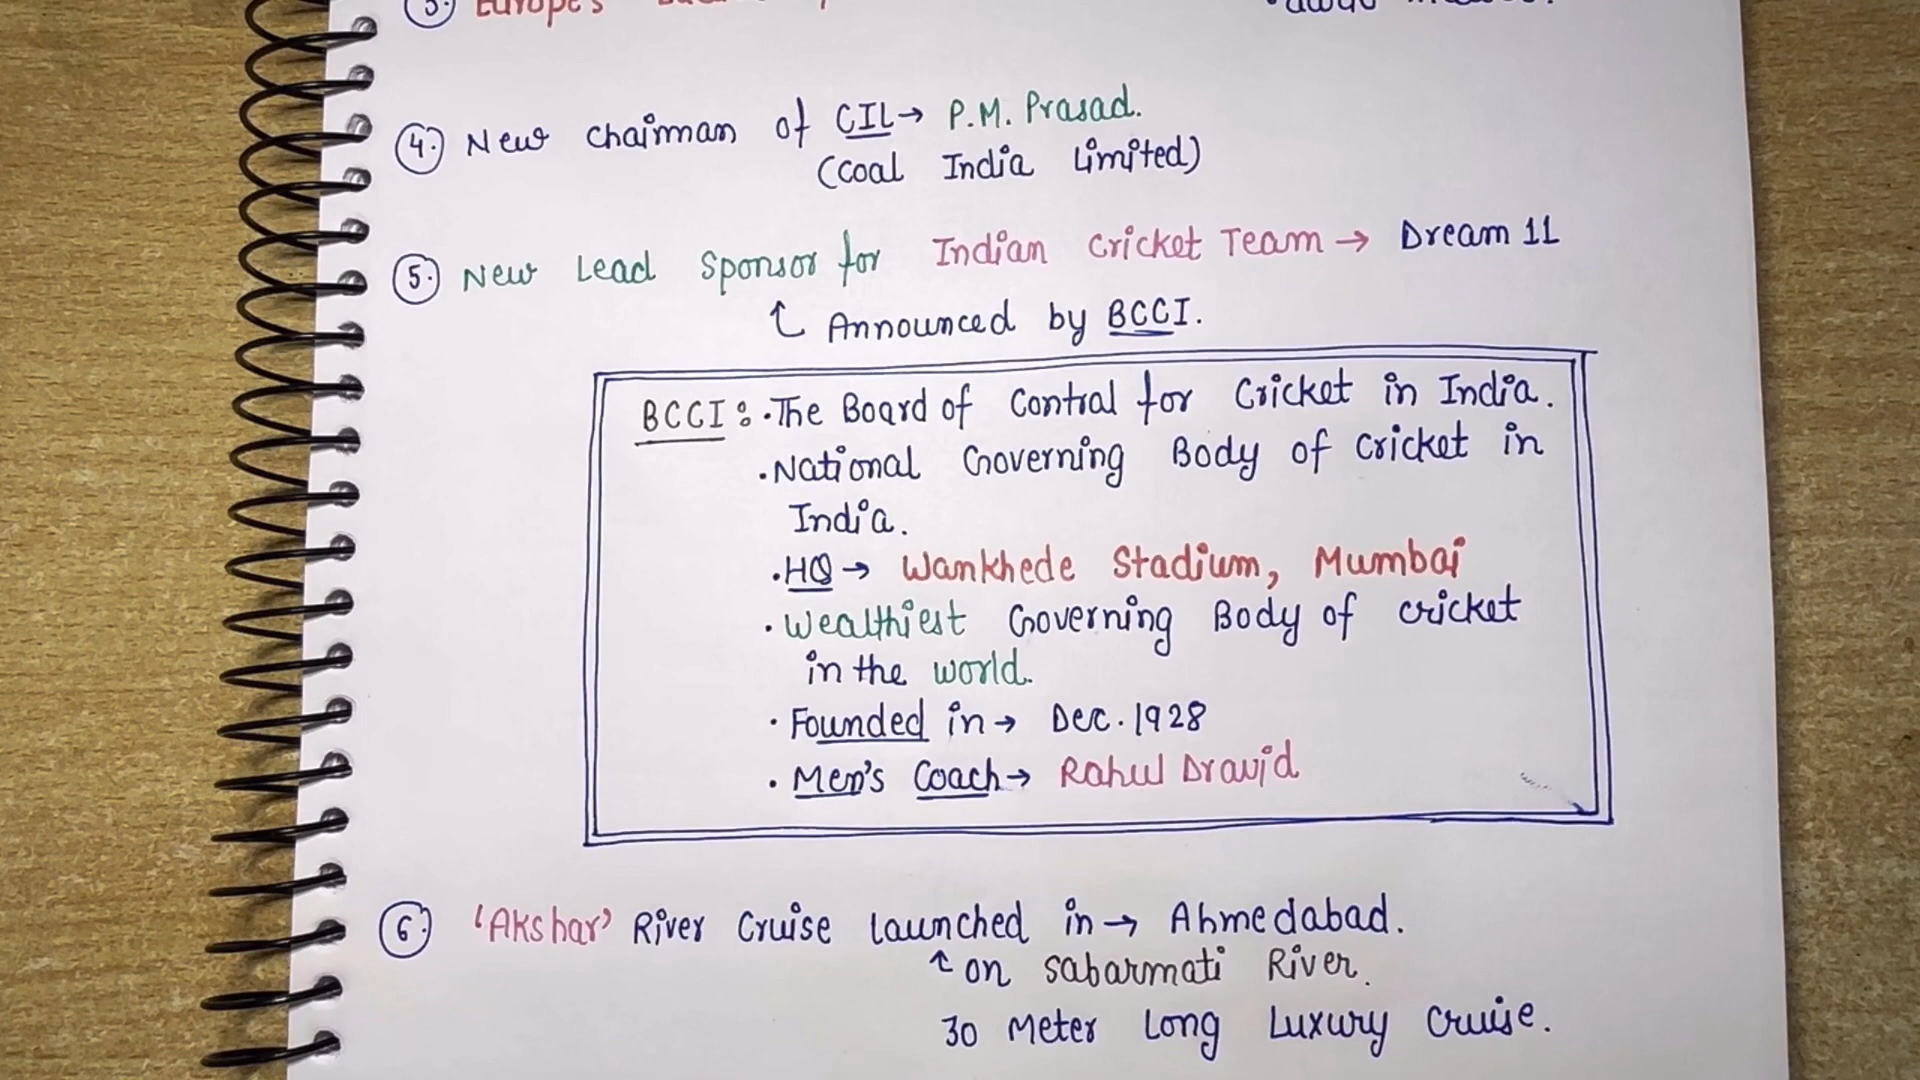 3. Europe's
4. New Chairman of CIL → P.M. Prasad.
(Coal India Limited)
5. New Lead Sponsor for Indian Cricket Team → Dream 11
↑ Announced by BCCI.
BCCI: • The Board of Control for Cricket in India.
• National Governing Body of cricket in
India.
• HQ → Wankhede Stadium, Mumbai
• Wealthiest Governing Body of cricket
in the world.
• Founded in → Dec. 1928
• Men's Coach → Rahul Dravid
6. 'Akshar' River Cruise launched in → Ahmedabad.
↑ on Sabarmati River.
30 Meter Long Luxury Cruise.